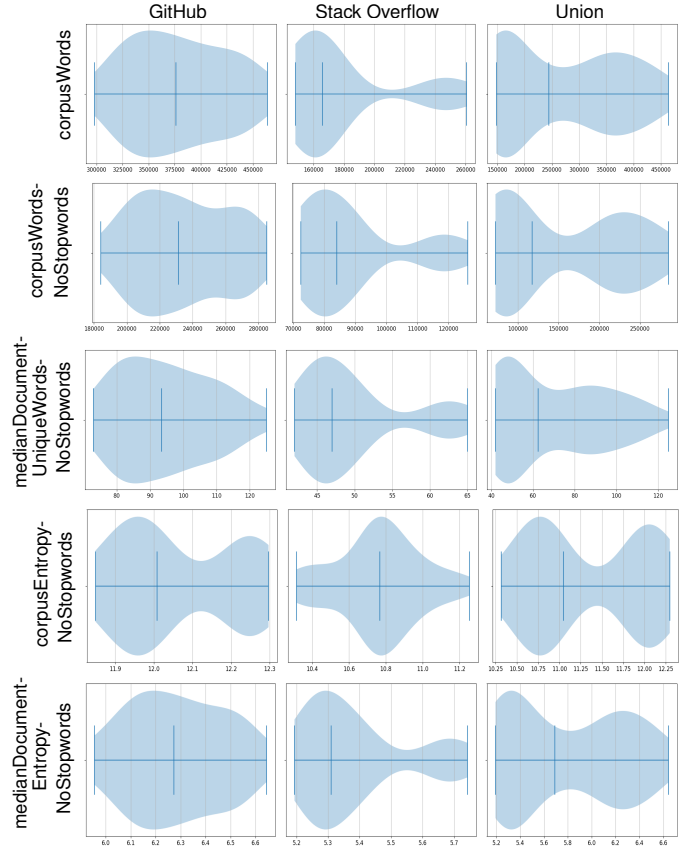 GitHub Stack Overflow Union
corpusWords
300000 325000 350000 375000 400000 425000 450000
160000 180000 200000 220000 240000 260000
150000 200000 250000 300000 350000 400000 450000
corpusWords-
NoStopwords
180000 200000 220000 240000 260000 280000
70000 80000 90000 100000 110000 120000
100000 150000 200000 250000
medianDocument-
UniqueWords-
NoStopwords
80 90 100 110 120
45 50 55 60 65
40 60 80 100 120
corpusEntropy-
NoStopwords
11.9 12.0 12.1 12.2 12.3
10.4 10.6 10.8 11.0 11.2
10.25 10.50 10.75 11.00 11.25 11.50 11.75 12.00 12.25
medianDocument-
Entropy-
NoStopwords
6.0 6.1 6.2 6.3 6.4 6.5 6.6
5.2 5.3 5.4 5.5 5.6 5.7
5.2 5.4 5.6 5.8 6.0 6.2 6.4 6.6